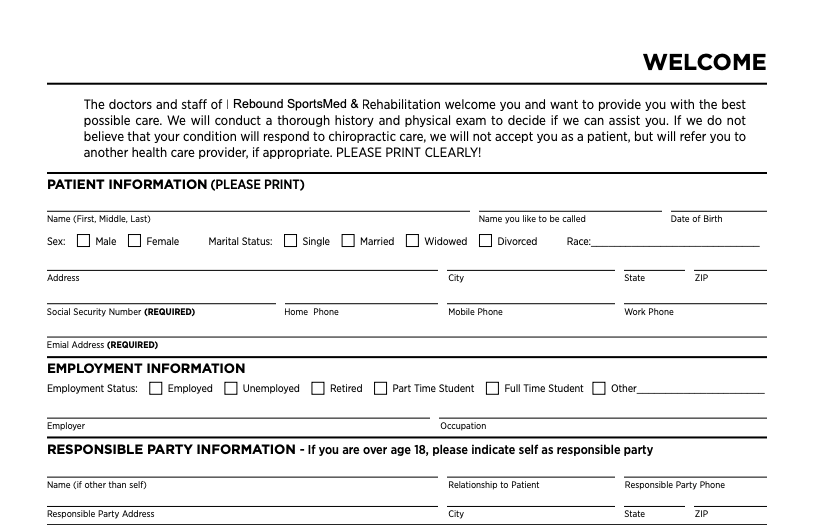 WELCOME
The doctors and staff of | Rebound SportsMed & Rehabilitation welcome you and want to provide you with the best
possible care. We will conduct a thorough history and physical exam to decide if we can assist you. If we do not
believe that your condition will respond to chiropractic care, we will not accept you as a patient, but will refer you to
another health care provider, if appropriate. PLEASE PRINT CLEARLY!
PATIENT INFORMATION (PLEASE PRINT)
Name (First, Middle, Last) Name you like to be called Date of Birth
Sex: Male Female Marital Status: Single Married Widowed Divorced Race:
Address City State ZIP
Social Security Number (REQUIRED) Home Phone Mobile Phone Work Phone
Emial Address (REQUIRED)
EMPLOYMENT INFORMATION
Employment Status: Employed Unemployed Retired Part Time Student Full Time Student Other
Employer Occupation
RESPONSIBLE PARTY INFORMATION - If you are over age 18, please indicate self as responsible party
Name (if other than self) Relationship to Patient Responsible Party Phone
Responsible Party Address City State ZIP